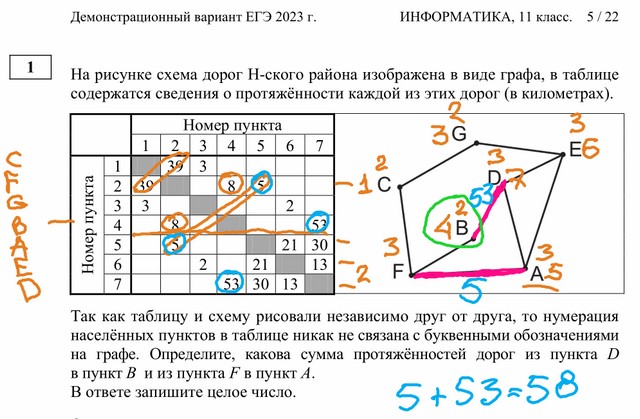 Демонстрационный вариант ЕГЭ 2023 г.
ИНФОРМАТИКА, 11 класс. 5 / 22
1
На рисунке схема дорог Н-ского района изображена в виде графа, в таблице
содержатся сведения о протяжённости каждой из этих дорог (в километрах).
Номер пункта
1 2 3 4 5 6 7
Номер пункта
1 39 3
2 39 8 5
3 3 2
4 8 53
5 5 21 30
6 2 21 13
7 53 30 13
C F G B A E D
1
2
2
3 G
3
E 6
2
C
3
D 7
53
2
4 B
3
F
3
A 5
5
Так как таблицу и схему рисовали независимо друг от друга, то нумерация
населённых пунктов в таблице никак не связана с буквенными обозначениями
на графе. Определите, какова сумма протяжённостей дорог из пункта D
в пункт B и из пункта F в пункт A.
В ответе запишите целое число.
5 + 53 = 58